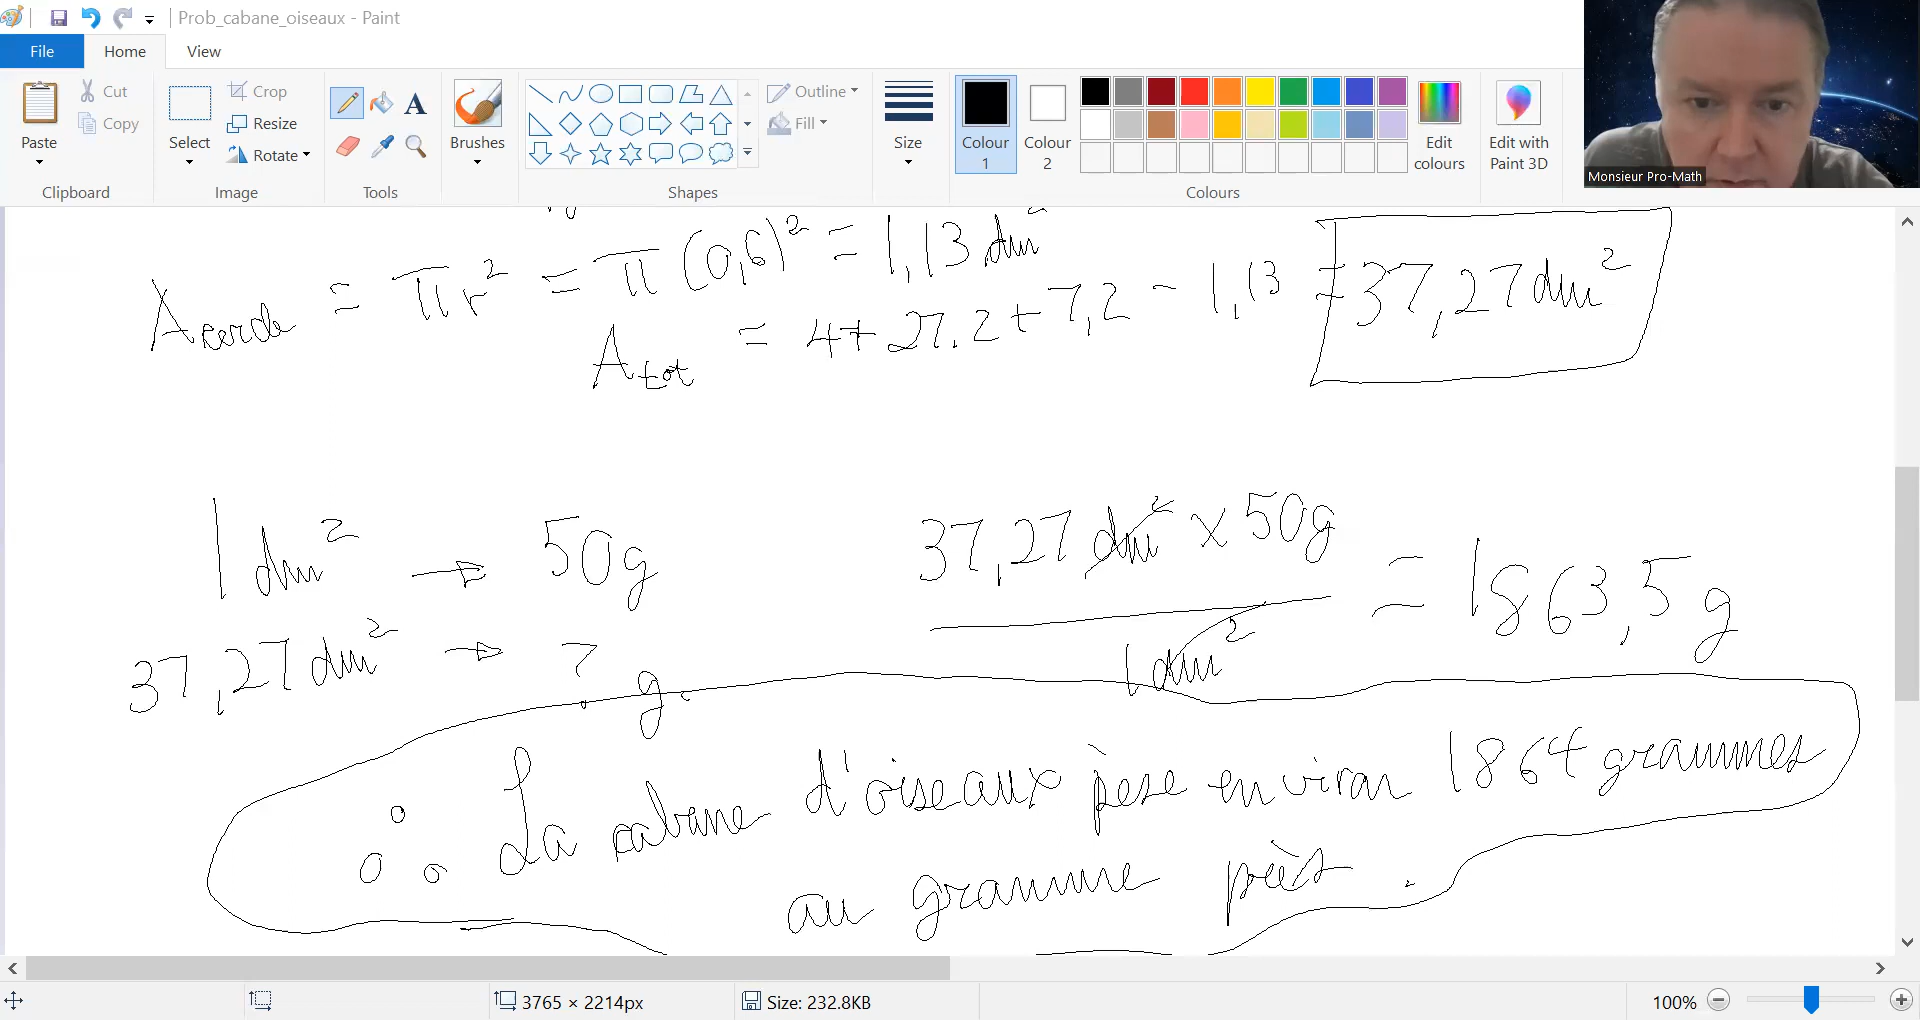 Prob_cabane_oiseaux - Paint
File Home View
Paste Cut Copy Clipboard
Select Crop Resize Rotate Image
Tools
Brushes
Outline Fill Shapes
Size
Colour 1 Colour 2 Edit colours Colours
Edit with Paint 3D
Monsieur Pro-Math
A cercle = πr² = π(0,6)² = 1,13 dm²
A tot = 4 + 27,2 + 7,2 - 1,13 = 37,27 dm²
1 dm² → 50g
37,27 dm² → ? g.
37,27 dm² x 50g
1 dm²
= 1863,5 g
∴ La cabane d'oiseaux pèse environ 1864 grammes
au gramme près.
3765 × 2214px
Size: 232.8KB
100%